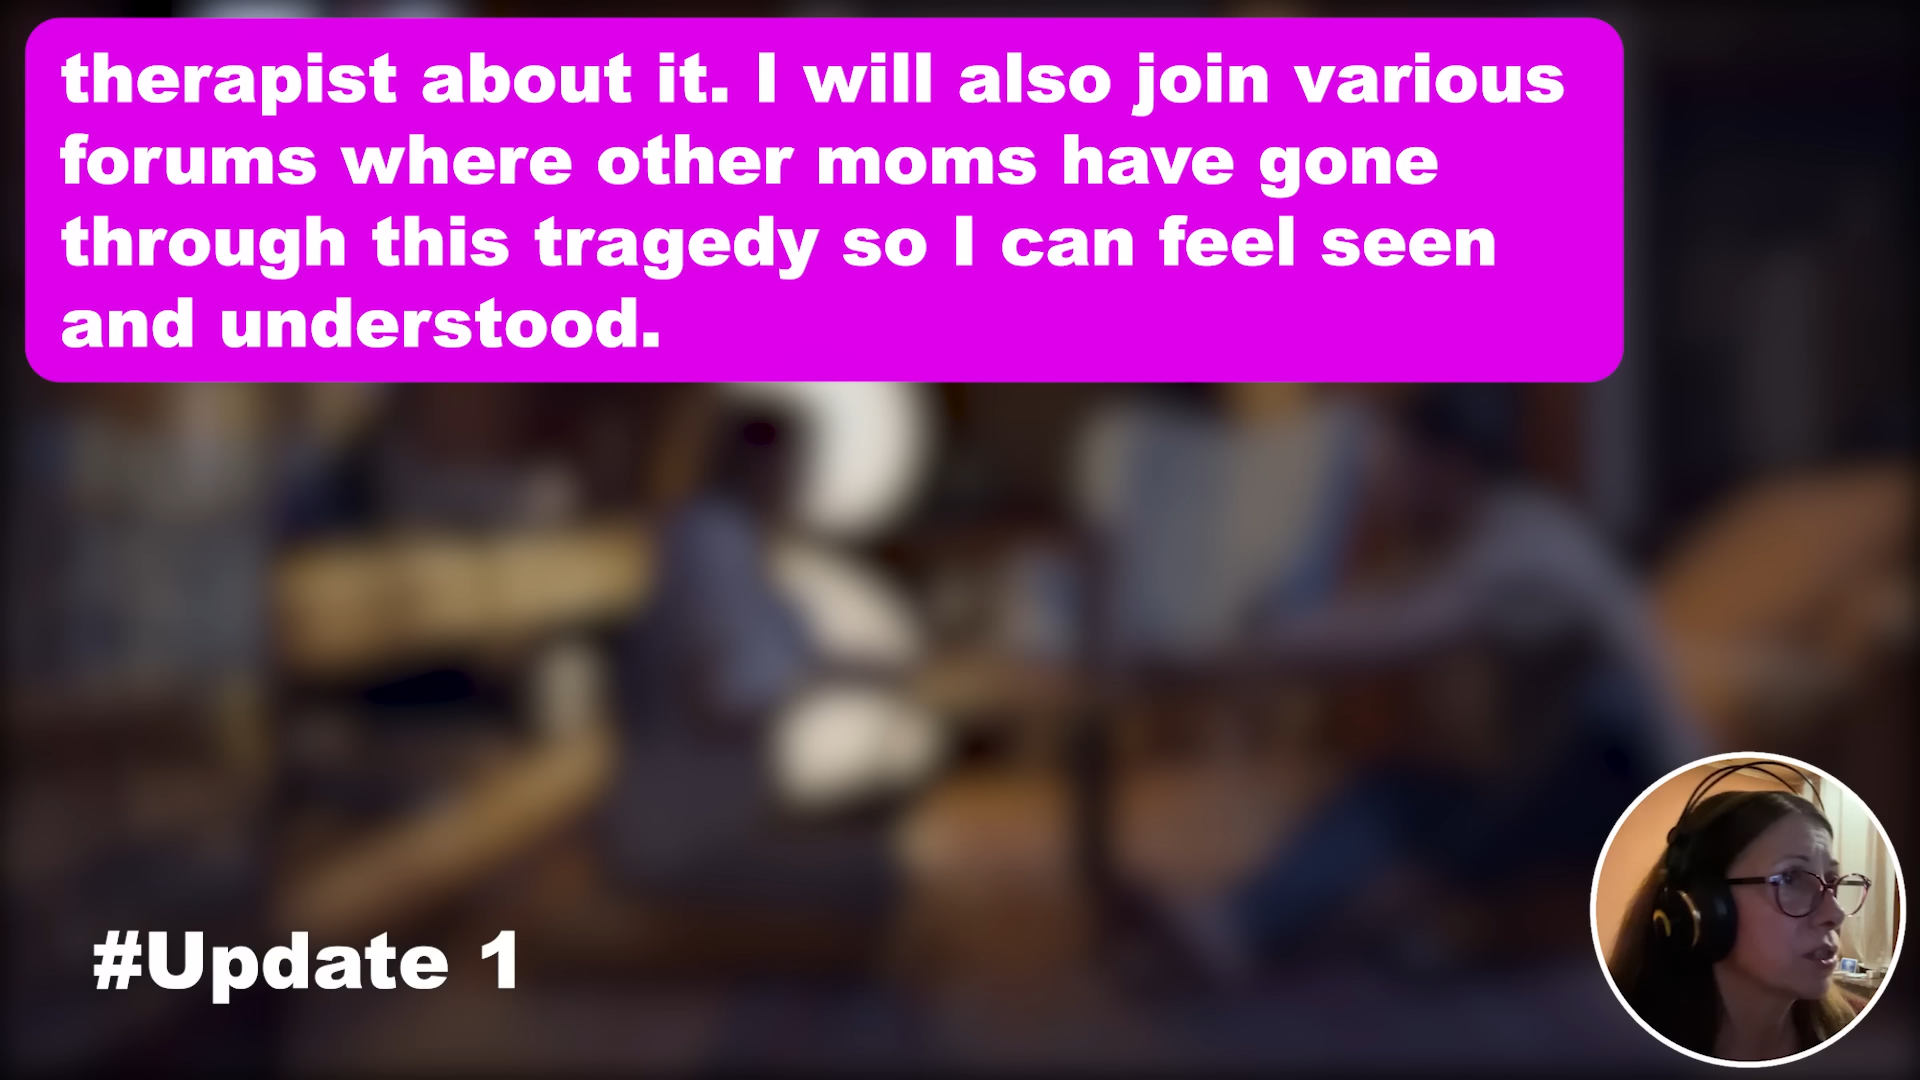 therapist about it. I will also join various
forums where other moms have gone
through this tragedy so I can feel seen
and understood.
#Update 1